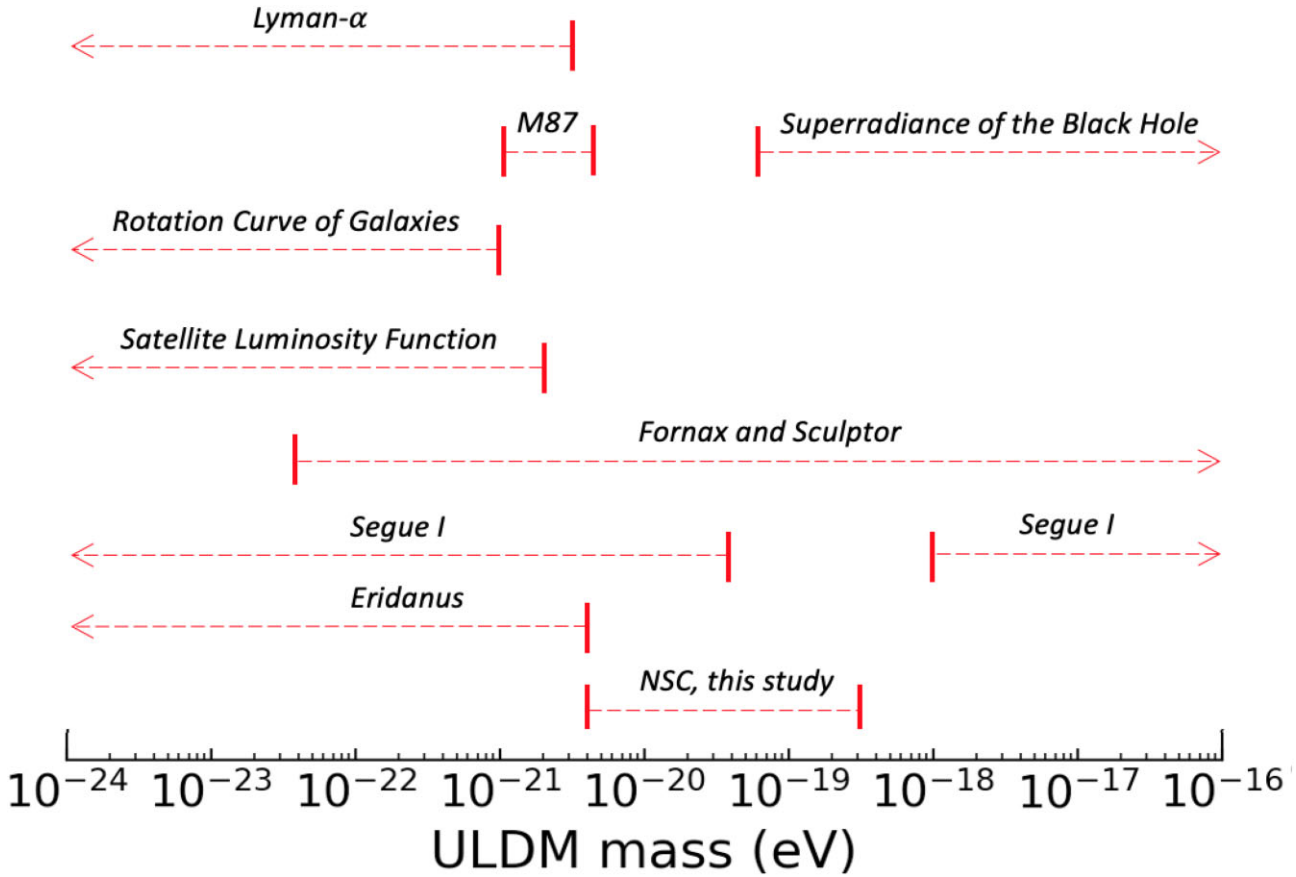 Lyman-α
M87
Superradiance of the Black Hole
Rotation Curve of Galaxies
Satellite Luminosity Function
Fornax and Sculptor
Segue I
Segue I
Eridanus
NSC, this study
10⁻²⁴ 10⁻²³ 10⁻²² 10⁻²¹ 10⁻²⁰ 10⁻¹⁹ 10⁻¹⁸ 10⁻¹⁷ 10⁻¹⁶
ULDM mass (eV)